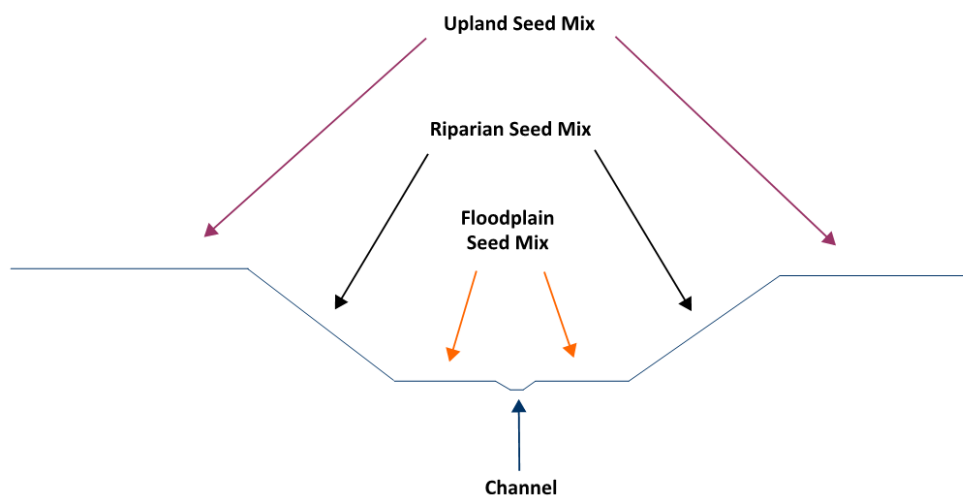 Upland Seed Mix
Riparian Seed Mix
Floodplain
Seed Mix
Channel